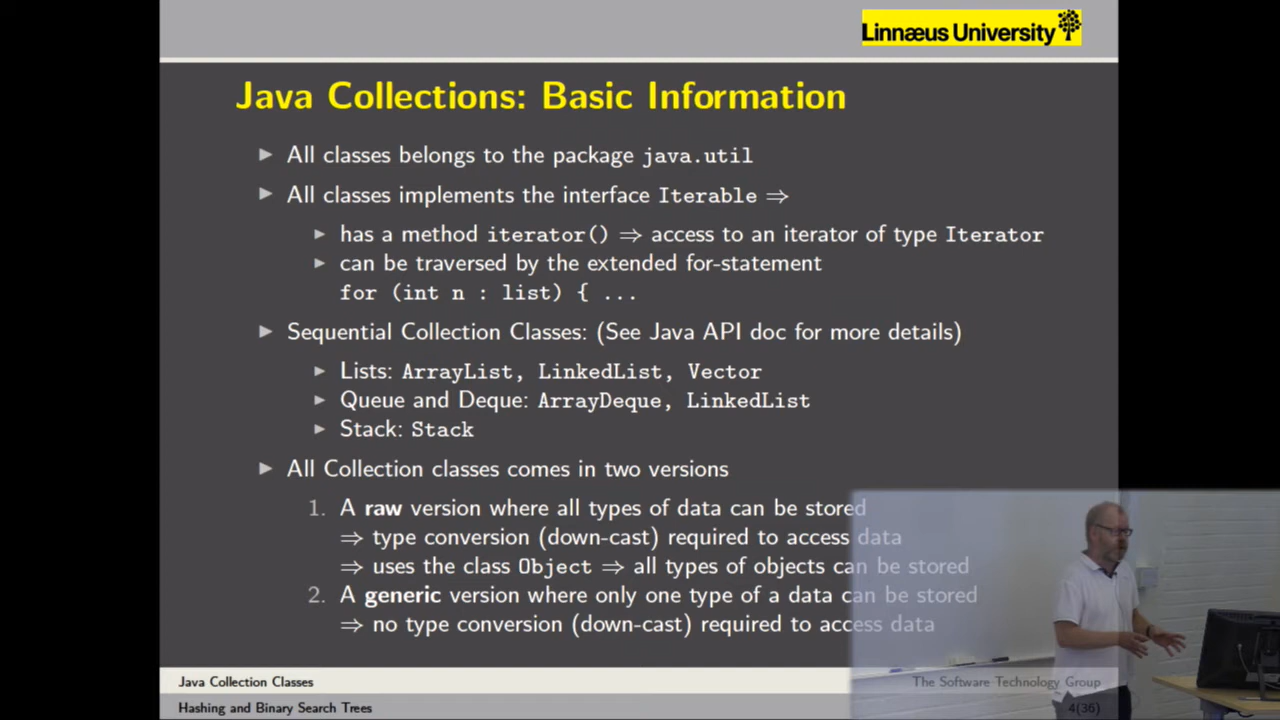 Linnæus University
Java Collections: Basic Information
All classes belongs to the package java.util
All classes implements the interface Iterable ⇒
has a method iterator() ⇒ access to an iterator of type Iterator
can be traversed by the extended for-statement
for (int n : list) { ...
Sequential Collection Classes: (See Java API doc for more details)
Lists: ArrayList, LinkedList, Vector
Queue and Deque: ArrayDeque, LinkedList
Stack: Stack
All Collection classes comes in two versions
1. A raw version where all types of data can be stored
⇒ type conversion (down-cast) required to access data
⇒ uses the class Object ⇒ all types of objects can be stored
2. A generic version where only one type of a data can be stored
⇒ no type conversion (down-cast) required to access data
Java Collection Classes
The Software Technology Group
Hashing and Binary Search Trees
4(36)